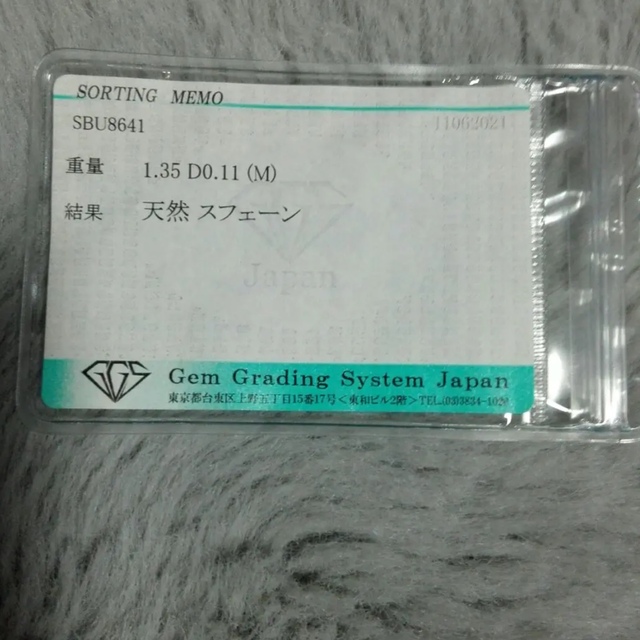 SORTING MEMO
SBU8641 11062021
重量 1.35 D0.11 (M)
結果 天然 スフェーン
Japan
GGS Gem Grading System Japan
東京都台東区上野五丁目15番17号<東和ビル2階>TEL(03)3834-1026